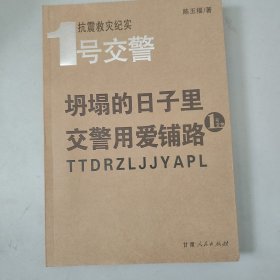 陈玉福/著
抗震救灾纪实
1号交警
坍塌的日子里
交警用爱铺路
TTDRZLJJYAPL
甘肃人民出版社